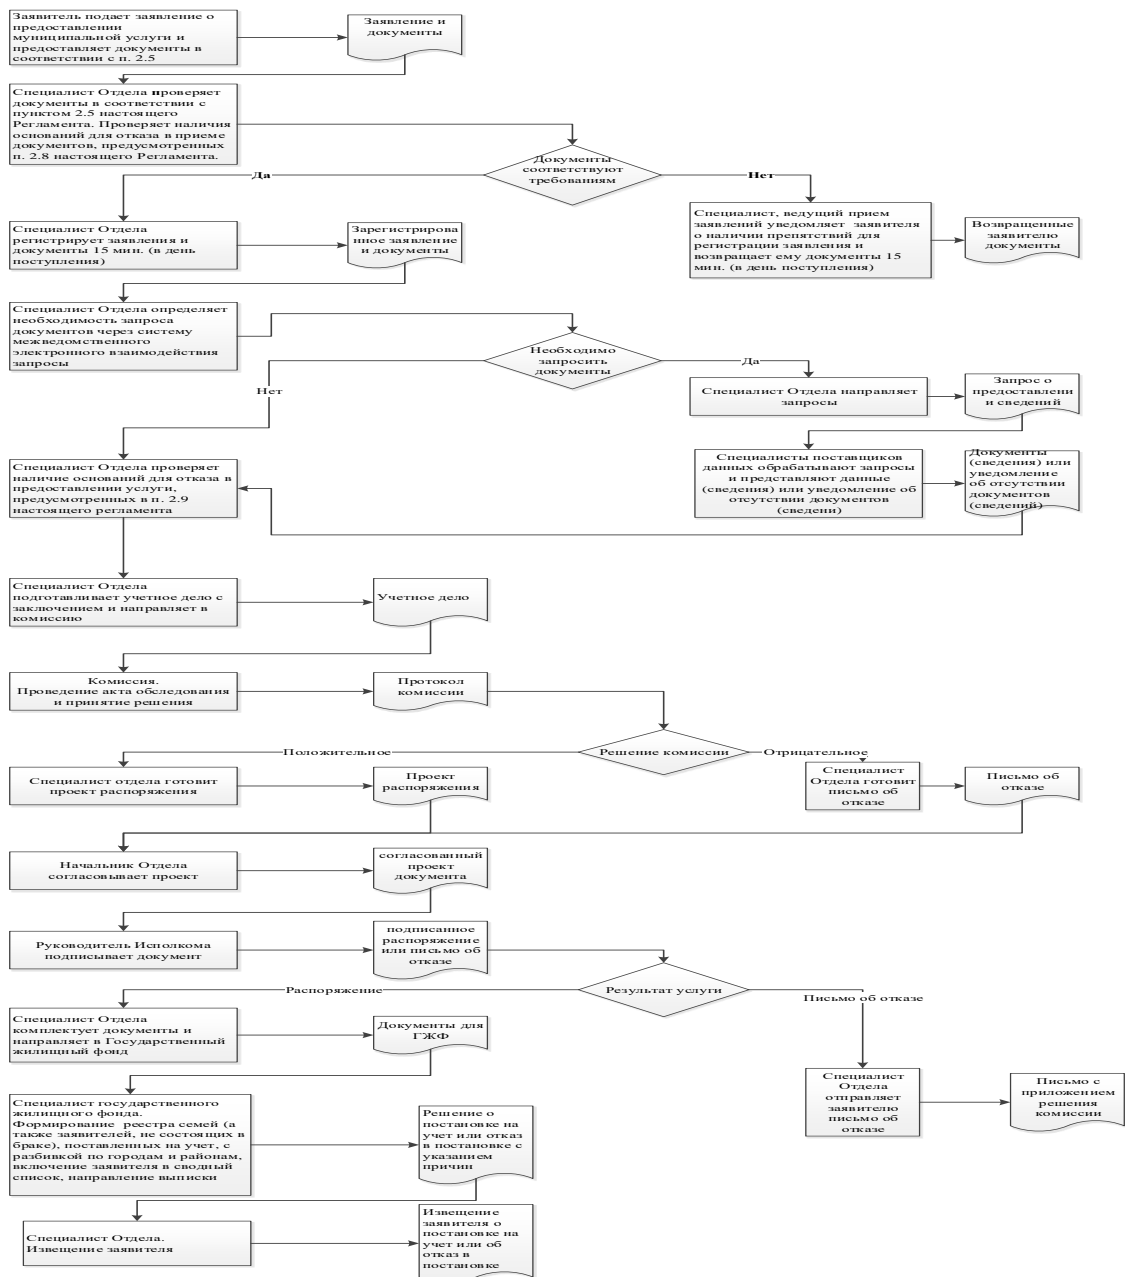 Заявитель подает заявление о
предоставлении
муниципальной услуги и
предоставляет документы в
соответствии с п. 2.5
Заявление и
документы
Специалист Отдела проверяет
документы в соответствии с
пунктом 2.5 настоящего
Регламента. Проверяет наличия
оснований для отказа в приеме
документов, предусмотренных
п. 2.8 настоящего Регламента.
Документы
соответствуют
требованиям
Да
Нет
Специалист Отдела
регистрирует заявления и
документы 15 мин. (в день
поступления)
Зарегистрирова
нное заявление
и документы
Специалист, ведущий прием
заявлений уведомляет заявителя
о наличии препятствий для
регистрации заявления и
возвращает ему документы 15
мин. (в день поступления)
Возвращенные
заявителю
документы
Специалист Отдела определяет
необходимость запроса
документов через систему
межведомственного
электронного взаимодействия
запросы
Необходимо
запросить
документы
Да
Нет
Специалист Отдела направляет
запросы
Запрос о
предоставлени
и сведений
Специалист Отдела проверяет
наличие оснований для отказа в
предоставлении услуги,
предусмотренных в п. 2.9
настоящего регламента
Специалисты поставщиков
данных обрабатывают запросы
и представляют данные
(сведения) или уведомление об
отсутствии документов
(сведени)
Документы
(сведения) или
уведомление
об отсутствии
документов
(сведений)
Специалист Отдела
подготавливает учетное дело с
заключением и направляет в
комиссию
Учетное дело
Комиссия.
Проведение акта обследования
и принятие решения
Протокол
комиссии
Решение комиссии
Положительное
Отрицательное
Специалист отдела готовит
проект распоряжения
Проект
распоряжения
Специалист
Отдела готовит
письмо об
отказе
Письмо об
отказе
Начальник Отдела
согласовывает проект
согласованный
проект
документа
Руководитель Исполкома
подписывает документ
подписанное
распоряжение
или письмо об
отказе
Результат услуги
Распоряжение
Письмо об отказе
Специалист Отдела
комплектует документы и
направляет в Государственный
жилищный фонд
Документы для
ГЖФ
Специалист
Отдела
отправляет
заявителю
письмо об
отказе
Письмо с
приложением
решения
комиссии
Специалист государственного
жилищного фонда.
Формирование реестра семей (а
также заявителей, не состоящих в
браке), поставленных на учет, с
разбивкой по городам и районам,
включение заявителя в сводный
список, направление выписки
Решение о
постановке на
учет или отказ
в постановке с
указанием
причин
Специалист Отдела.
Извещение заявителя
Извещение
заявителя о
постановке на
учет или об
отказ в
постановке